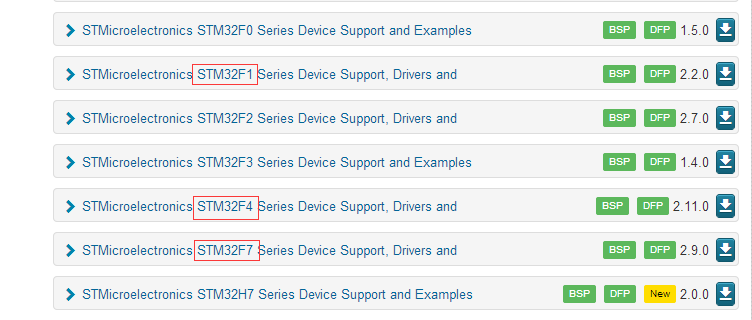 STMicroelectronics STM32F0 Series Device Support and Examples BSP DFP 1.5.0
STMicroelectronics STM32F1 Series Device Support, Drivers and BSP DFP 2.2.0
STMicroelectronics STM32F2 Series Device Support, Drivers and BSP DFP 2.7.0
STMicroelectronics STM32F3 Series Device Support and Examples BSP DFP 1.4.0
STMicroelectronics STM32F4 Series Device Support, Drivers and BSP DFP 2.11.0
STMicroelectronics STM32F7 Series Device Support, Drivers and BSP DFP 2.9.0
STMicroelectronics STM32H7 Series Device Support and Examples BSP DFP New 2.0.0